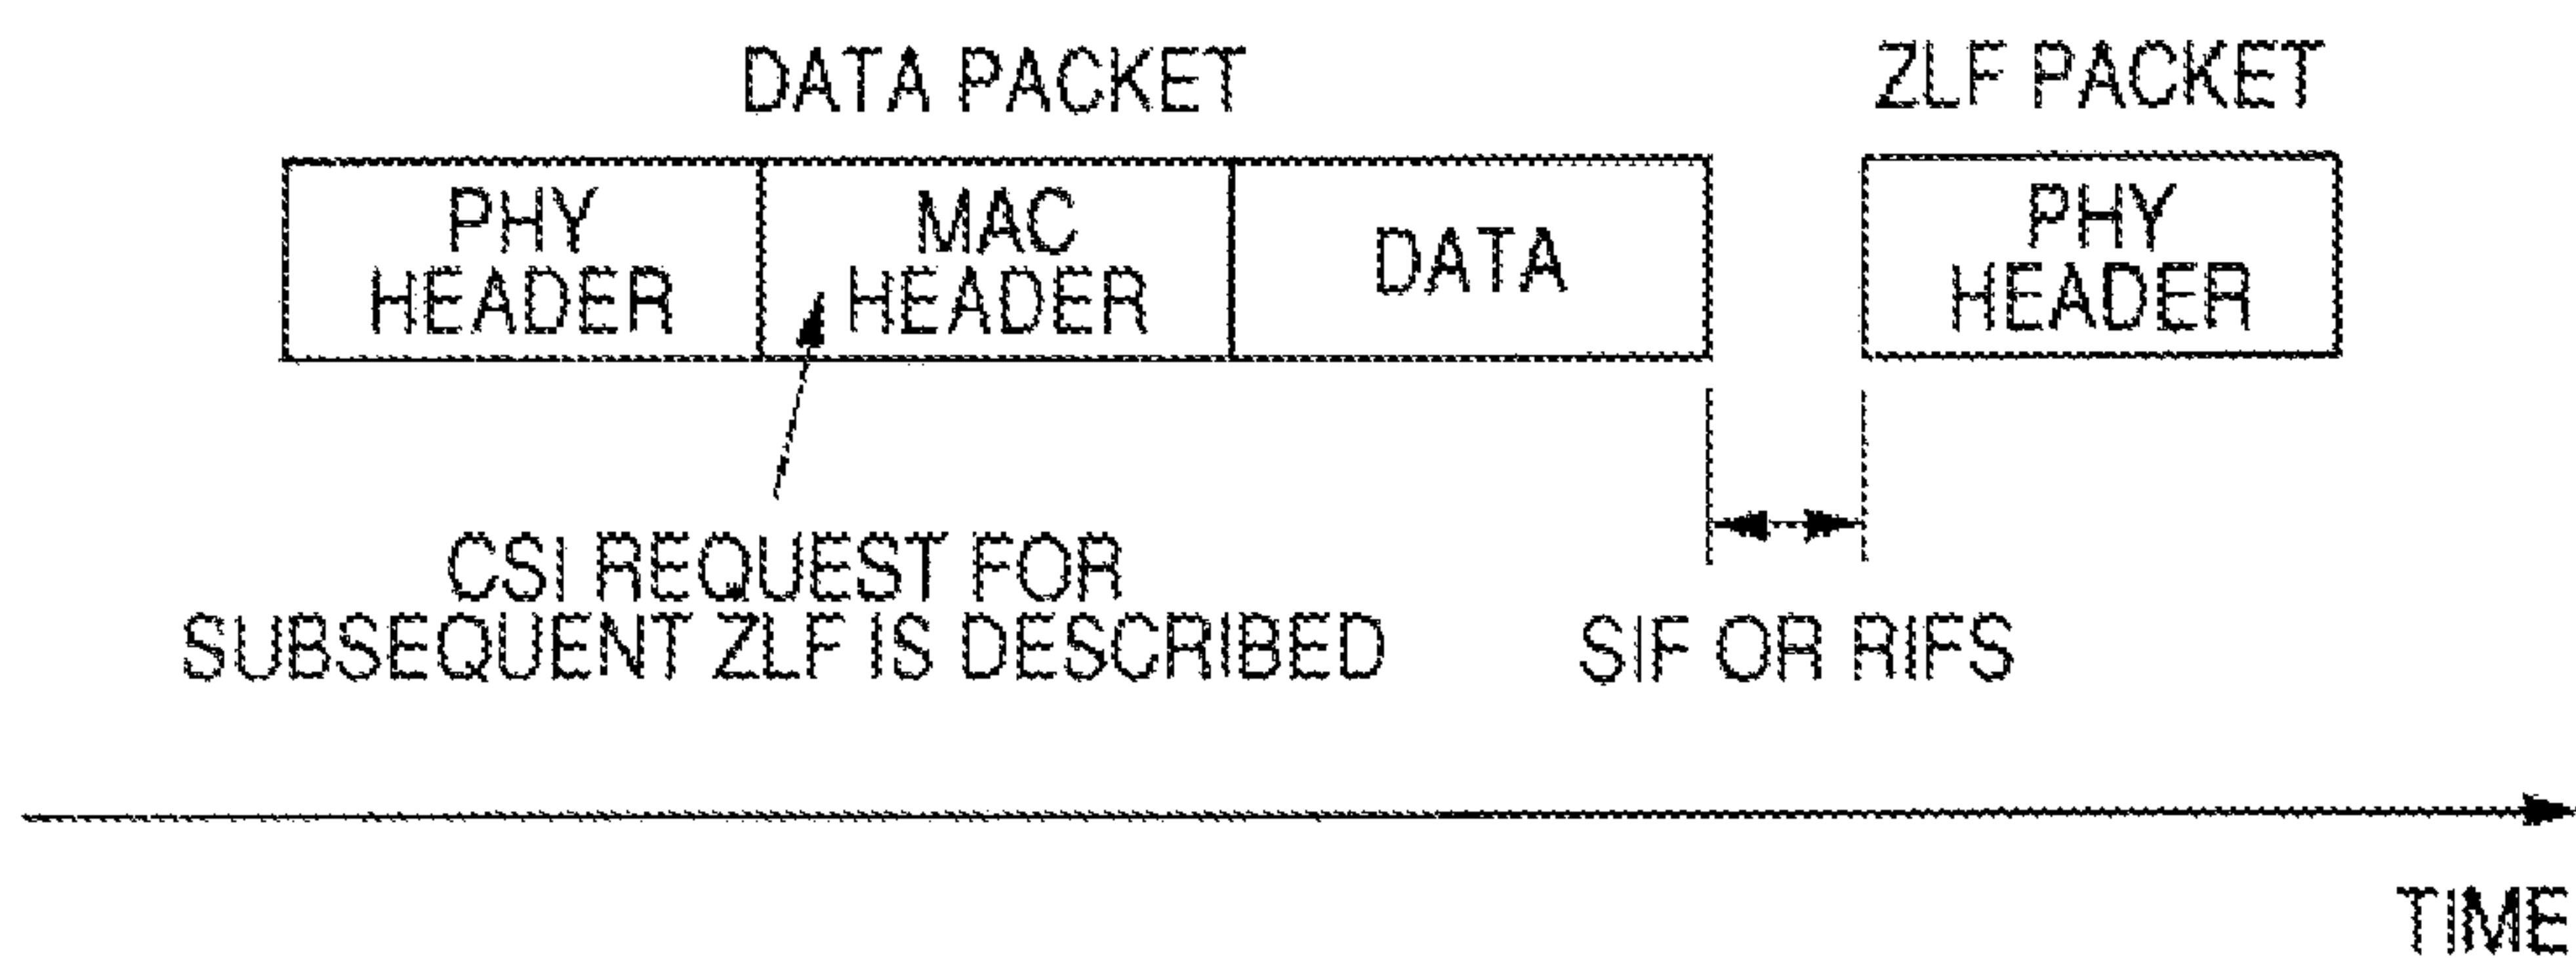 DATA PACKET
ZLF PACKET
PHY
HEADER
MAC
HEADER
DATA
PHY
HEADER
CSI REQUEST FOR
SUBSEQUENT ZLF IS DESCRIBED
SIF OR RIFS
TIME